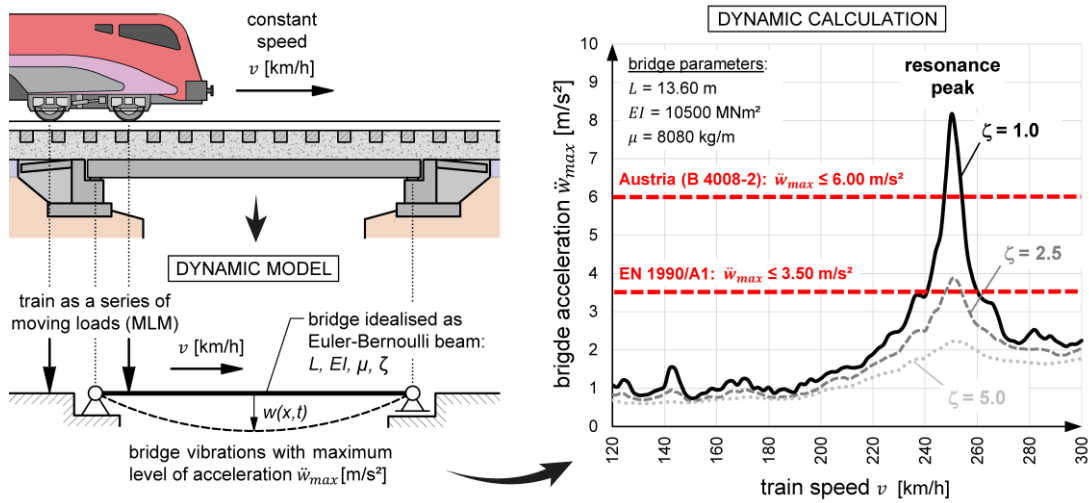 constant
speed
v [km/h]
DYNAMIC MODEL
train as a series of
moving loads (MLM)
v [km/h]
bridge idealised as
Euler-Bernoulli beam:
L, EI, μ, ζ
w(x,t)
bridge vibrations with maximum
level of acceleration ẅmax [m/s²]
DYNAMIC CALCULATION
brigde acceleration ẅmax [m/s²]
10
9
8
7
6
5
4
3
2
1
0
bridge parameters:
L = 13.60 m
EI = 10500 MNm²
μ = 8080 kg/m
resonance
peak
ζ = 1.0
Austria (B 4008-2): ẅmax ≤ 6.00 m/s²
ζ = 2.5
EN 1990/A1: ẅmax ≤ 3.50 m/s²
ζ = 5.0
120
140
160
180
200
220
240
260
280
300
train speed v [km/h]